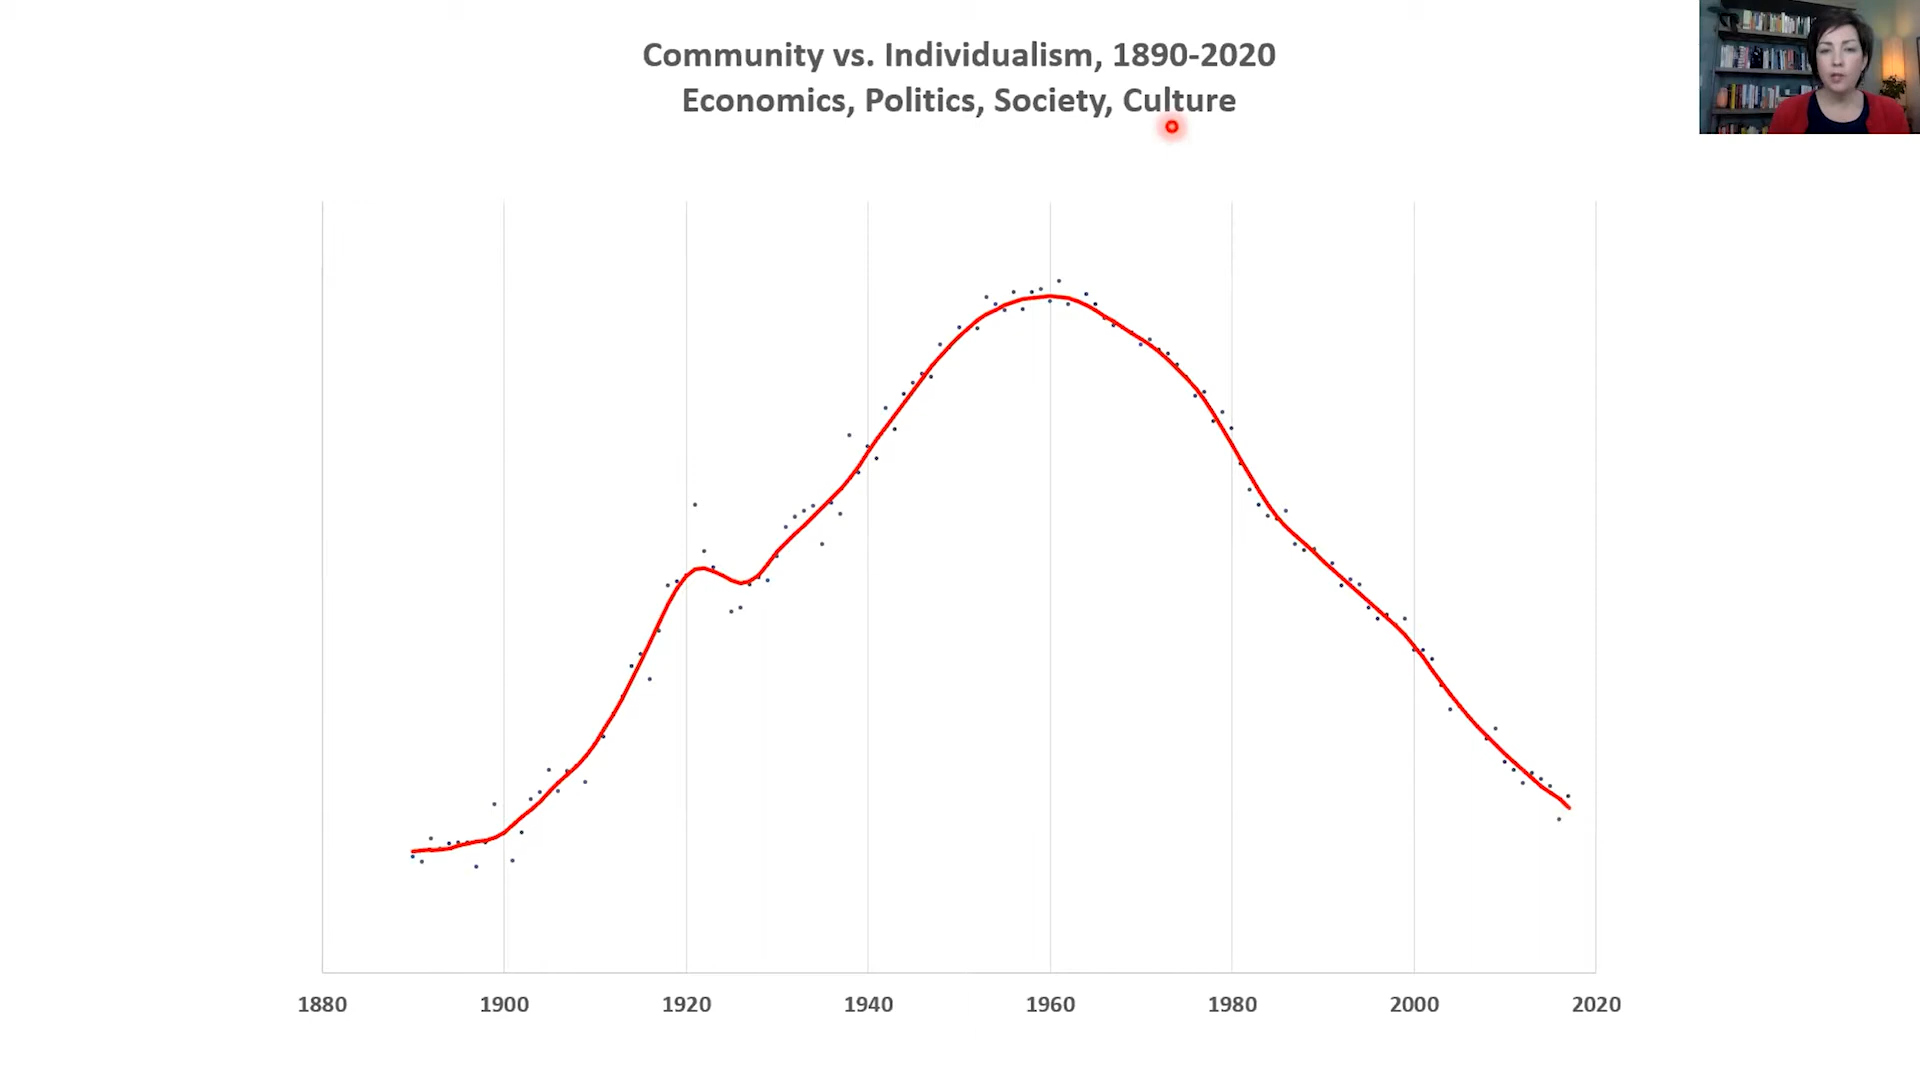 Community vs. Individualism, 1890-2020
Economics, Politics, Society, Culture
1880 1900 1920 1940 1960 1980 2000 2020